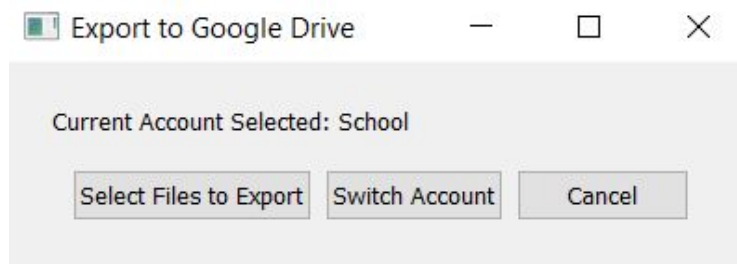 Export to Google Drive
Current Account Selected: School
Select Files to Export Switch Account Cancel